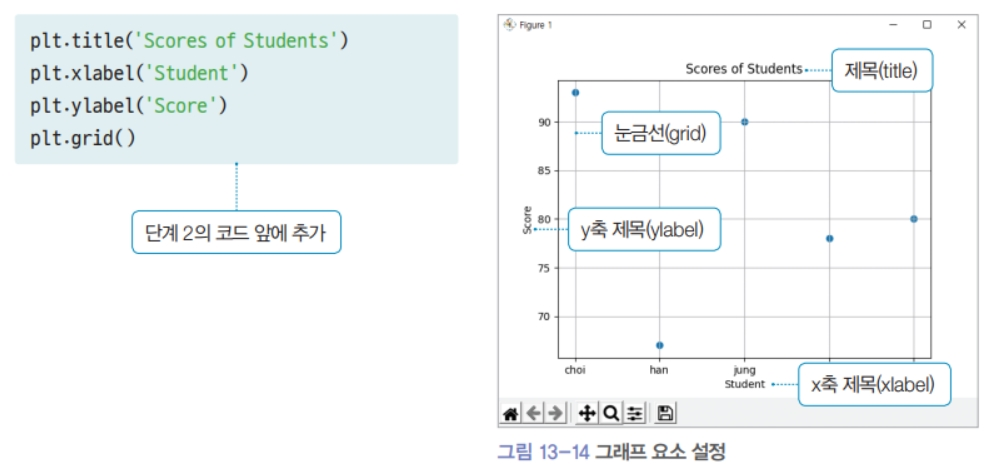 plt.title('Scores of Students')
plt.xlabel('Student')
plt.ylabel('Score')
plt.grid()
단계 2의 코드 앞에 추가
Figure 1
Scores of Students
제목(title)
눈금선(grid)
y축 제목(ylabel)
Score
90
85
80
75
70
choi
han
jung
Student
x축 제목(xlabel)
그림 13-14 그래프 요소 설정